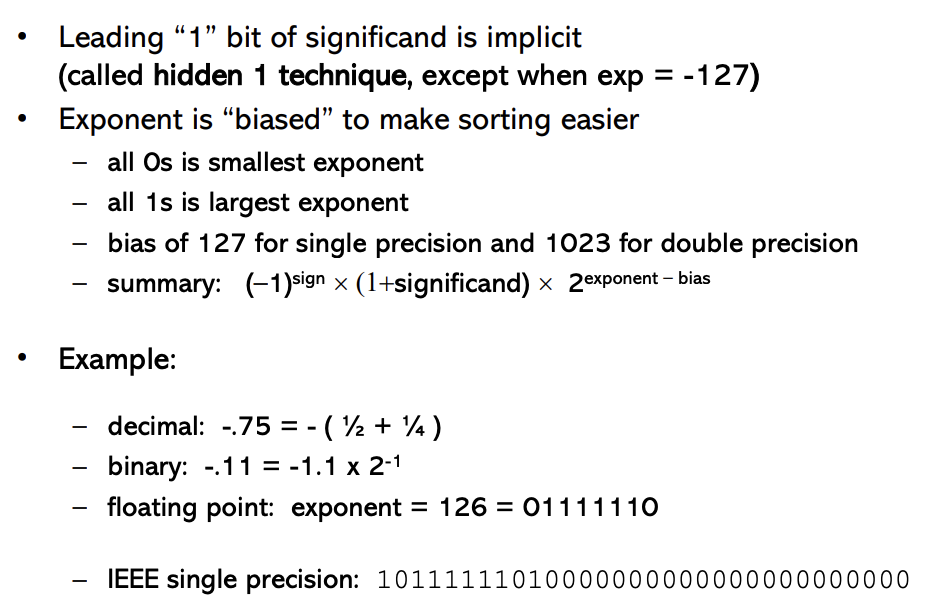 • Leading “1” bit of significand is implicit
(called hidden 1 technique, except when exp = -127)
• Exponent is “biased” to make sorting easier
– all 0s is smallest exponent
– all 1s is largest exponent
– bias of 127 for single precision and 1023 for double precision
– summary: (–1)^sign × (1+significand) × 2^exponent – bias
• Example:
– decimal: -.75 = - ( ½ + ¼ )
– binary: -.11 = -1.1 x 2^-1
– floating point: exponent = 126 = 01111110
– IEEE single precision: 10111111010000000000000000000000